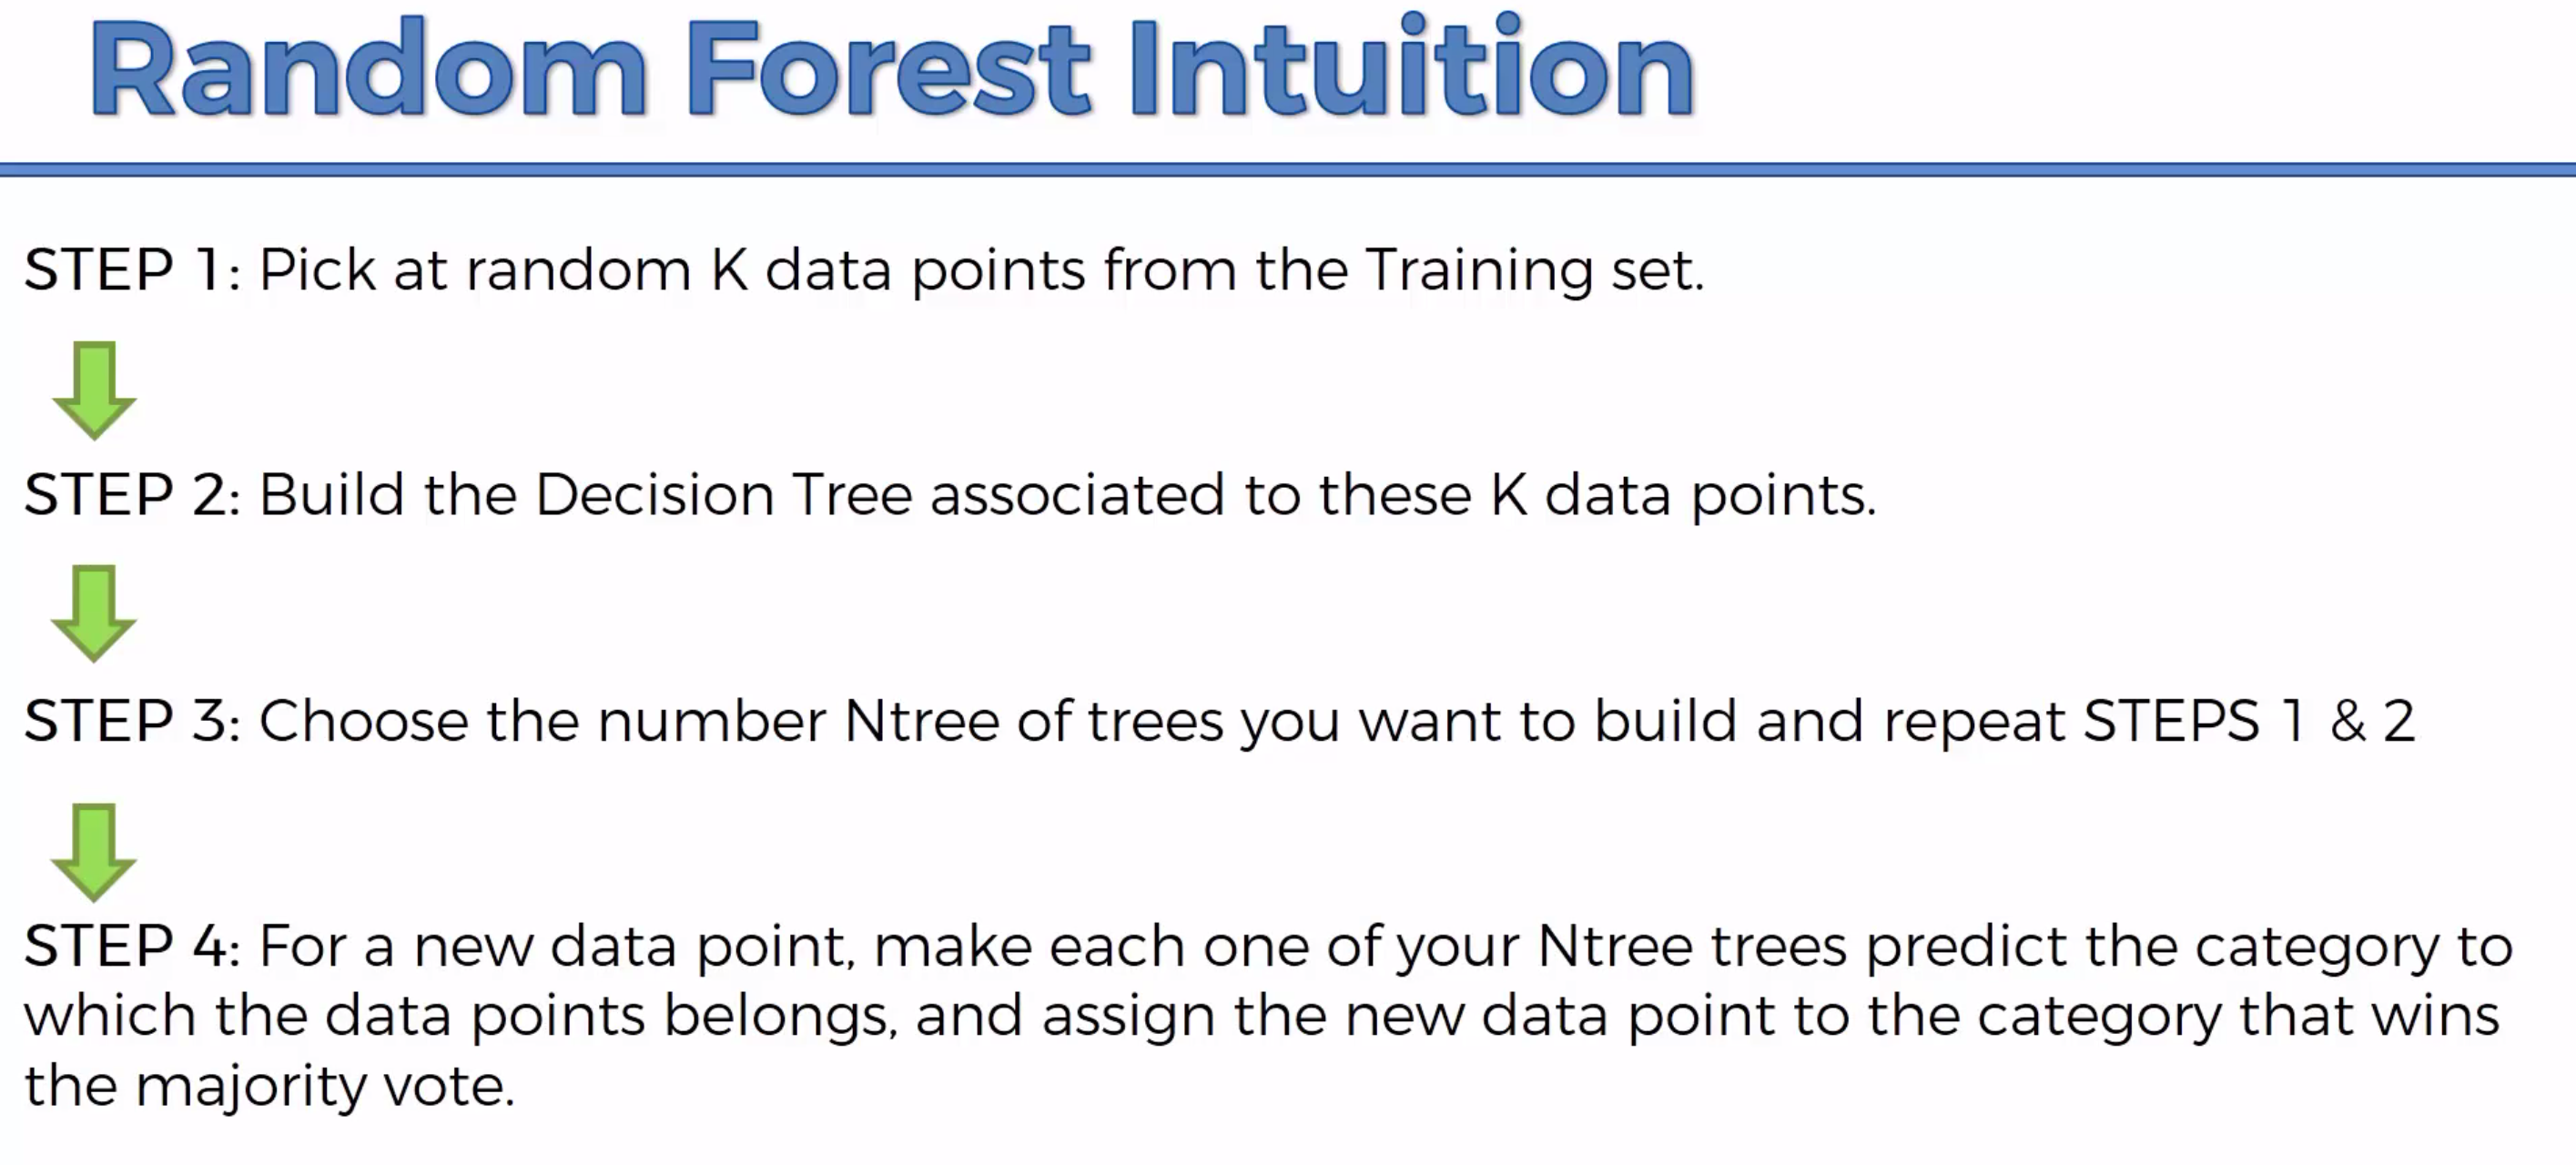 Random Forest Intuition
STEP 1: Pick at random K data points from the Training set.
STEP 2: Build the Decision Tree associated to these K data points.
STEP 3: Choose the number Ntree of trees you want to build and repeat STEPS 1 & 2
STEP 4: For a new data point, make each one of your Ntree trees predict the category to
which the data points belongs, and assign the new data point to the category that wins
the majority vote.